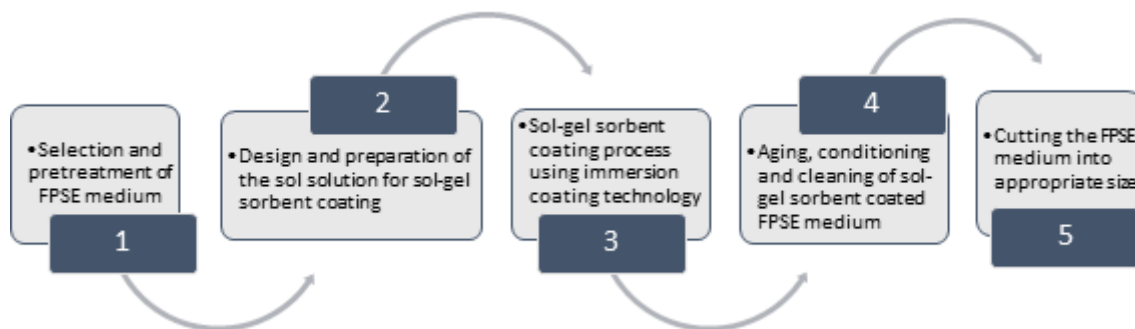 •Selection and
pretreatment of
FPSE medium
1
2
•Design and preparation of
the sol solution for sol-gel
sorbent coating
•Sol-gel sorbent
coating process
using immersion
coating technology
3
4
•Aging, conditioning
and cleaning of sol-
gel sorbent coated
FPSE medium
•Cutting the FPSE
medium into
appropriate size
5